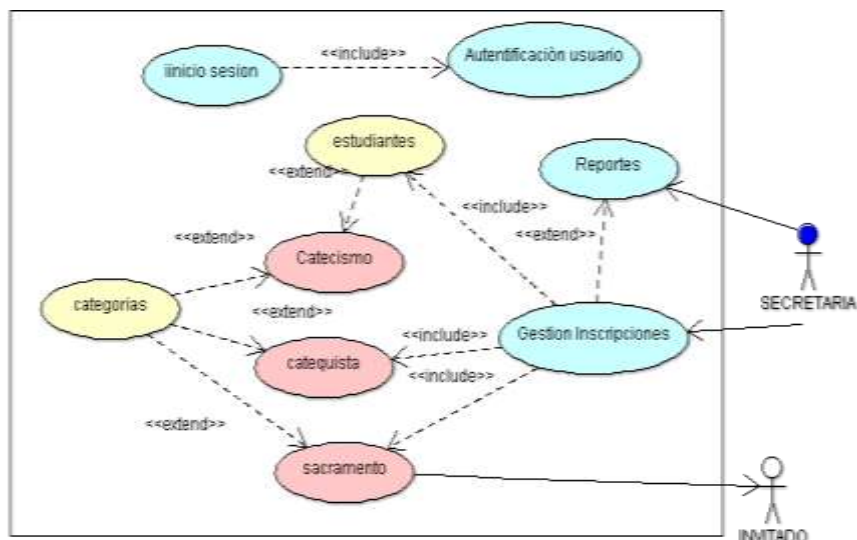 <<include>>
Autentificaciòn usuario
iinicio sesion
estudiantes
<<extend>>
Reportes
<<include>>
<<extend>>
<<extend>>
Catecismo
categorias
<<extend>>
SECRETARIA
Gestion Inscripciones
<<include>>
catequista
<<include>>
<<extend>>
sacramento
INVITADO